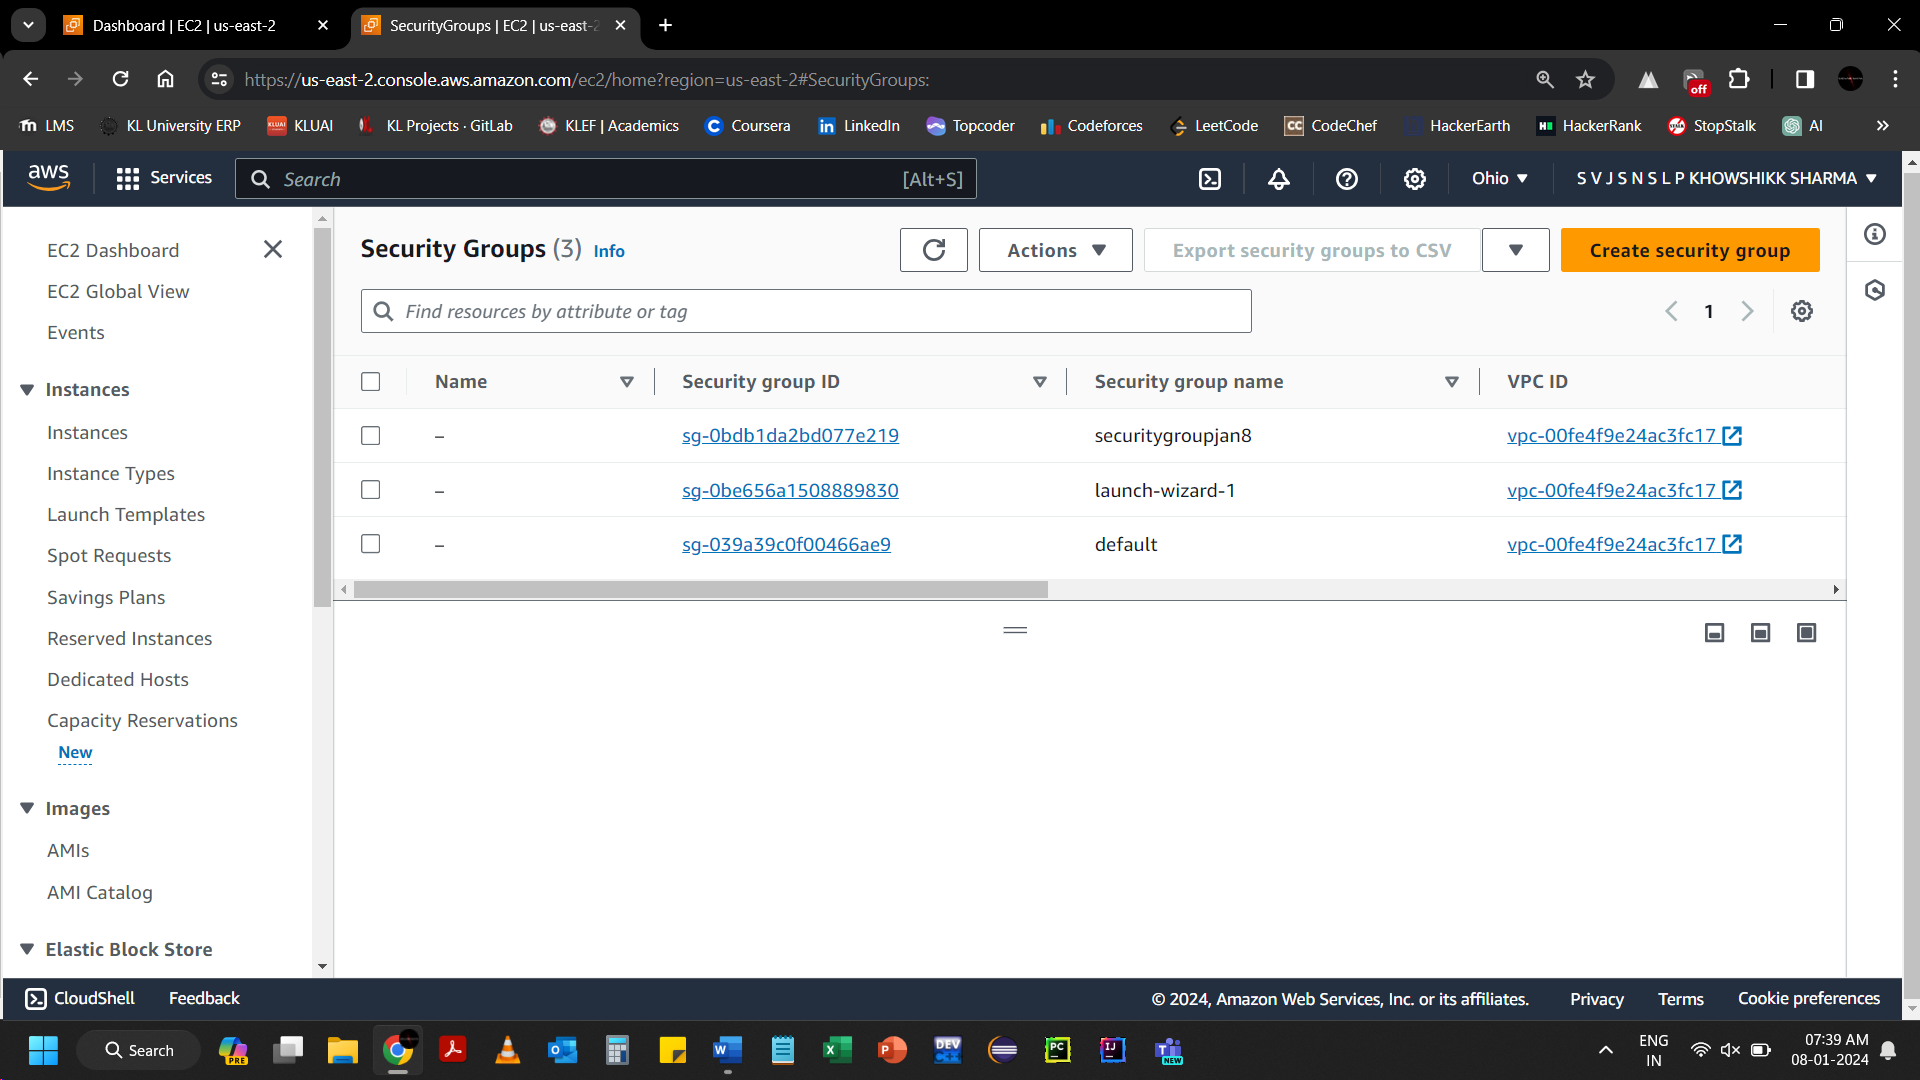 Dashboard | EC2 | us-east-2
SecurityGroups | EC2 | us-east-2
https://us-east-2.console.aws.amazon.com/ec2/home?region=us-east-2#SecurityGroups:
off
LMS KL University ERP KLUAI KL Projects · GitLab KLEF | Academics Coursera LinkedIn Topcoder Codeforces LeetCode CodeChef HackerEarth HackerRank StopStalk AI
aws Services Search [Alt+S] Ohio S V J S N S L P KHOWSHIKK SHARMA
EC2 Dashboard
EC2 Global View
Events
Instances
Instances
Instance Types
Launch Templates
Spot Requests
Savings Plans
Reserved Instances
Dedicated Hosts
Capacity Reservations
New
Images
AMIs
AMI Catalog
Elastic Block Store
Security Groups (3) Info
Actions
Export security groups to CSV
Create security group
Find resources by attribute or tag
1
Name Security group ID Security group name VPC ID
– sg-0bdb1da2bd077e219 securitygroupjan8 vpc-00fe4f9e24ac3fc17
– sg-0be656a1508889830 launch-wizard-1 vpc-00fe4f9e24ac3fc17
– sg-039a39c0f00466ae9 default vpc-00fe4f9e24ac3fc17
CloudShell Feedback © 2024, Amazon Web Services, Inc. or its affiliates. Privacy Terms Cookie preferences
Search
PRE
DEV
PC
IJ
NEW
ENG
IN
07:39 AM
08-01-2024